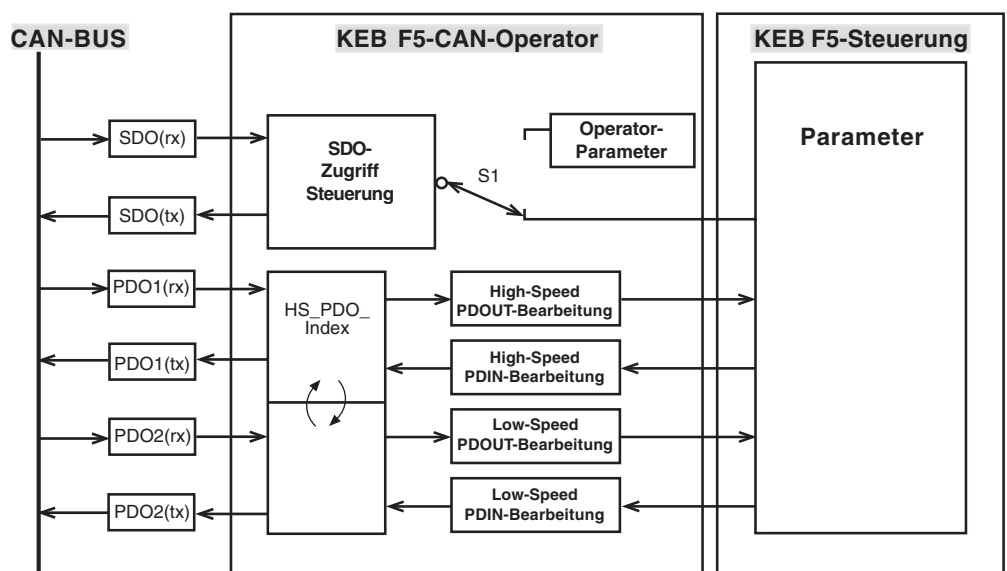 CAN-BUS
KEB F5-CAN-Operator
KEB F5-Steuerung
SDO(rx)
SDO(tx)
PDO1(rx)
PDO1(tx)
PDO2(rx)
PDO2(tx)
SDO-
Zugriff
Steuerung
S1
Operator-
Parameter
HS_PDO_
Index
High-Speed
PDOUT-Bearbeitung
High-Speed
PDIN-Bearbeitung
Low-Speed
PDOUT-Bearbeitung
Low-Speed
PDIN-Bearbeitung
Parameter